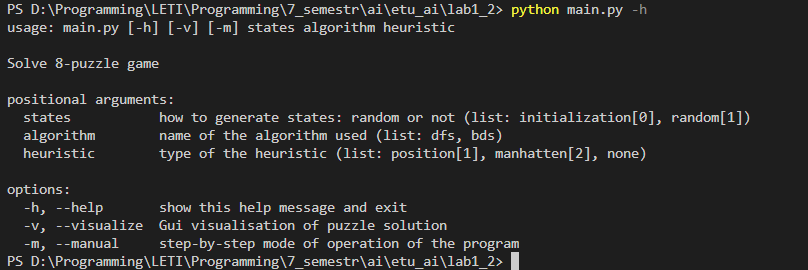 PS D:\Programming\LETI\Programming\7_semestr\ai\etu_ai\lab1_2> python main.py -h
usage: main.py [-h] [-v] [-m] states algorithm heuristic
Solve 8-puzzle game
positional arguments:
states how to generate states: random or not (list: initialization[0], random[1])
algorithm name of the algorithm used (list: dfs, bds)
heuristic type of the heuristic (list: position[1], manhatten[2], none)
options:
-h, --help show this help message and exit
-v, --visualize Gui visualisation of puzzle solution
-m, --manual step-by-step mode of operation of the program
PS D:\Programming\LETI\Programming\7_semestr\ai\etu_ai\lab1_2>